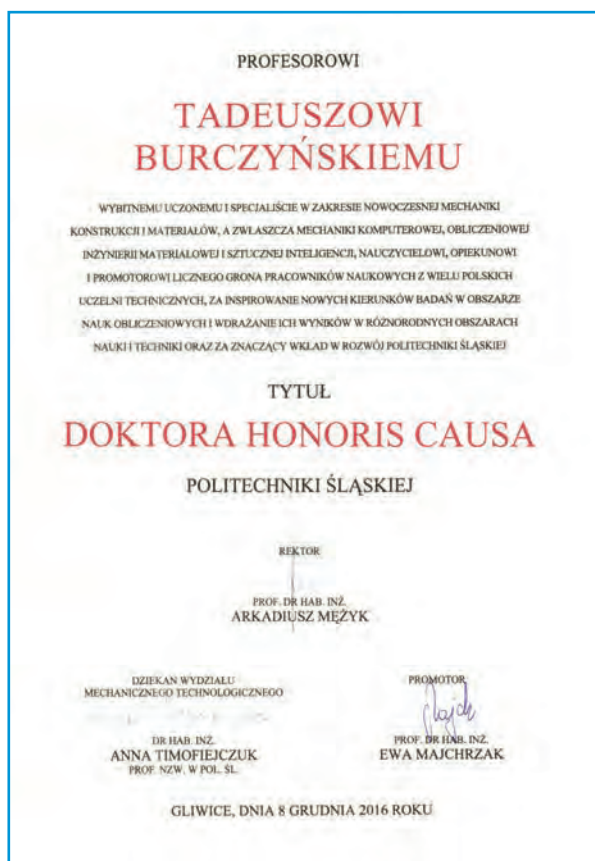 PROFESOROWI
TADEUSZOWI
BURCZYŃSKIEMU
WYBITNEMU UCZONEMU I SPECJALIŚCIE W ZAKRESIE NOWOCZESNEJ MECHANIKI
KONSTRUKCJI I MATERIAŁÓW, A ZWŁASZCZA MECHANIKI KOMPUTEROWEJ, OBLICZENIOWEJ
INŻYNIERII MATERIAŁOWEJ I SZTUCZNEJ INTELIGENCJI, NAUCZYCIELOWI, OPIEKUNOWI
I PROMOTOROWI LICZNEGO GRONA PRACOWNIKÓW NAUKOWYCH Z WIELU POLSKICH
UCZELNI TECHNICZNYCH, ZA INSPIROWANIE NOWYCH KIERUNKÓW BADAŃ W OBSZARZE
NAUK OBLICZENIOWYCH I WDRAŻANIE ICH WYNIKÓW W RÓŻNORODNYCH OBSZARACH
NAUKI I TECHNIKI ORAZ ZA ZNACZĄCY WKŁAD W ROZWÓJ POLITECHNIKI ŚLĄSKIEJ
TYTUŁ
DOKTORA HONORIS CAUSA
POLITECHNIKI ŚLĄSKIEJ
REKTOR
PROF. DR HAB. INŻ.
ARKADIUSZ MĘŻYK
DZIEKAN WYDZIAŁU
MECHANICZNEGO TECHNOLOGICZNEGO
DR HAB. INŻ.
ANNA TIMOFIEJCZUK
PROF. NZW. W POL. ŚL.
PROMOTOR
PROF. DR HAB. INŻ.
EWA MAJCHRZAK
GLIWICE, DNIA 8 GRUDNIA 2016 ROKU